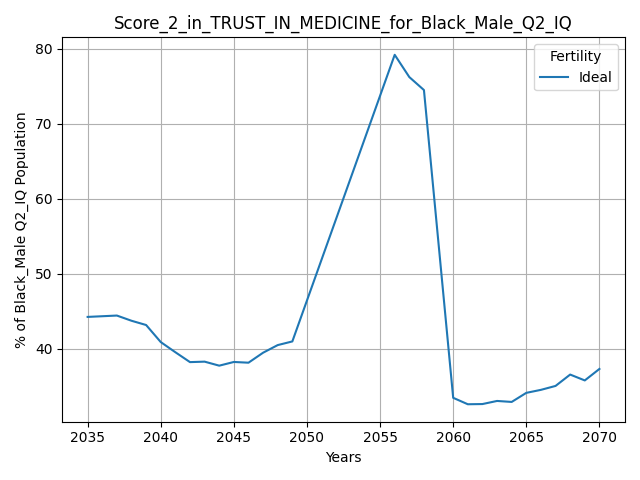 Score_2_in_TRUST_IN_MEDICINE_for_Black_Male_Q2_IQ
Fertility
Ideal
80
70
60
50
40
% of Black_Male Q2_IQ Population
2035 2040 2045 2050 2055 2060 2065 2070
Years